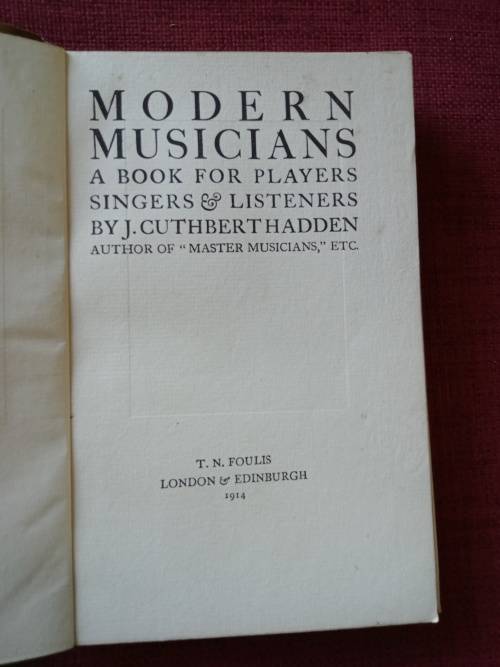 MODERN
MUSICIANS
A BOOK FOR PLAYERS
SINGERS & LISTENERS
BY J. CUTHBERT HADDEN
AUTHOR OF "MASTER MUSICIANS," ETC.
T. N. FOULIS
LONDON & EDINBURGH
1914